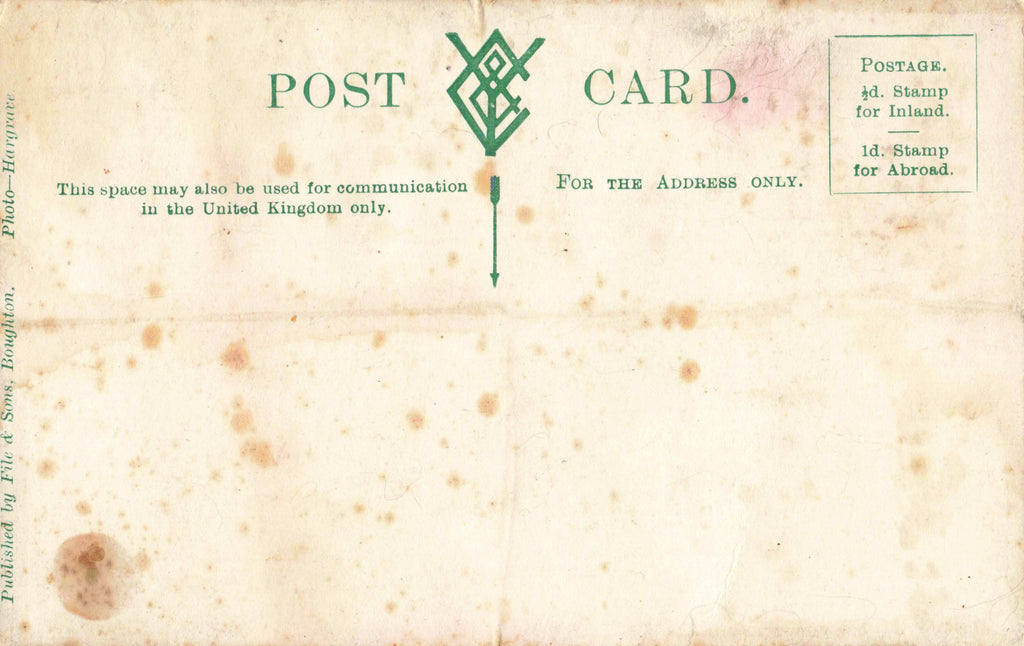 POST CARD.
POSTAGE.
½d. Stamp
for Inland.
1d. Stamp
for Abroad.
This space may also be used for communication
in the United Kingdom only.
FOR THE ADDRESS ONLY.
Published by File & Sons, Boughton. Photo—Hargrave.